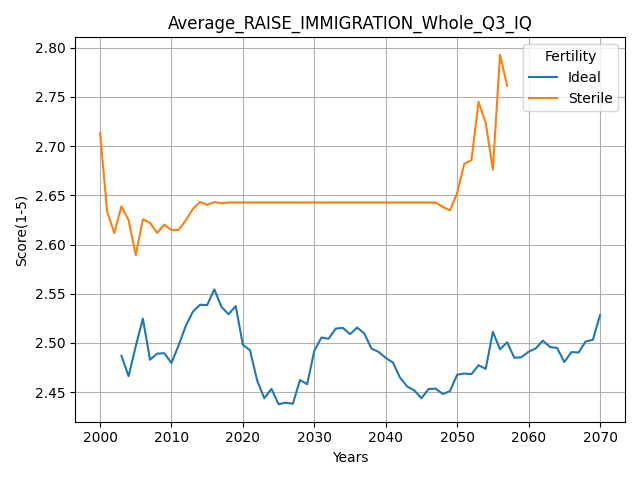 Average_RAISE_IMMIGRATION_Whole_Q3_IQ
Fertility
Ideal
Sterile
Score(1-5)
2.80
2.75
2.70
2.65
2.60
2.55
2.50
2.45
2000 2010 2020 2030 2040 2050 2060 2070
Years